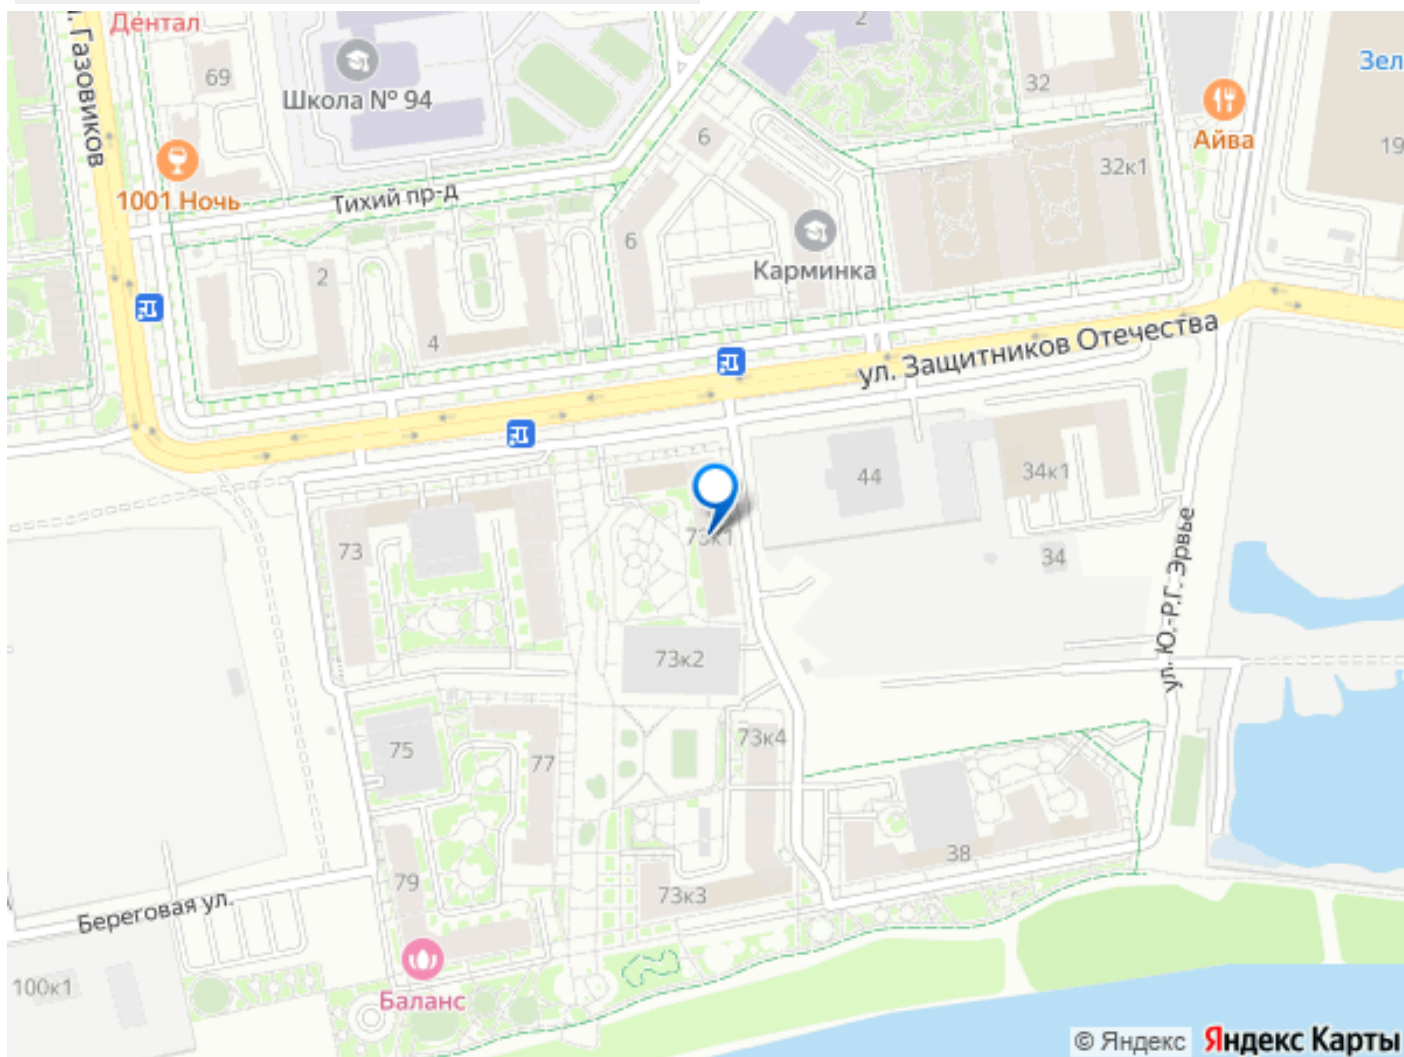 Дентал
л. Газовиков
69
Школа № 94
2
32
Зел
Айва
19
1001 Ночь
Тихий пр-д
6
32к1
6
Карминка
2
4
ул. Защитников Отечества
44
34к1
73
73к1
34
ул. Ю.-Р.Г. Эрвье
73к2
75
77
73к4
38
79
73к3
Береговая ул.
100к1
Баланс
© Яндекс Яндекс Карты